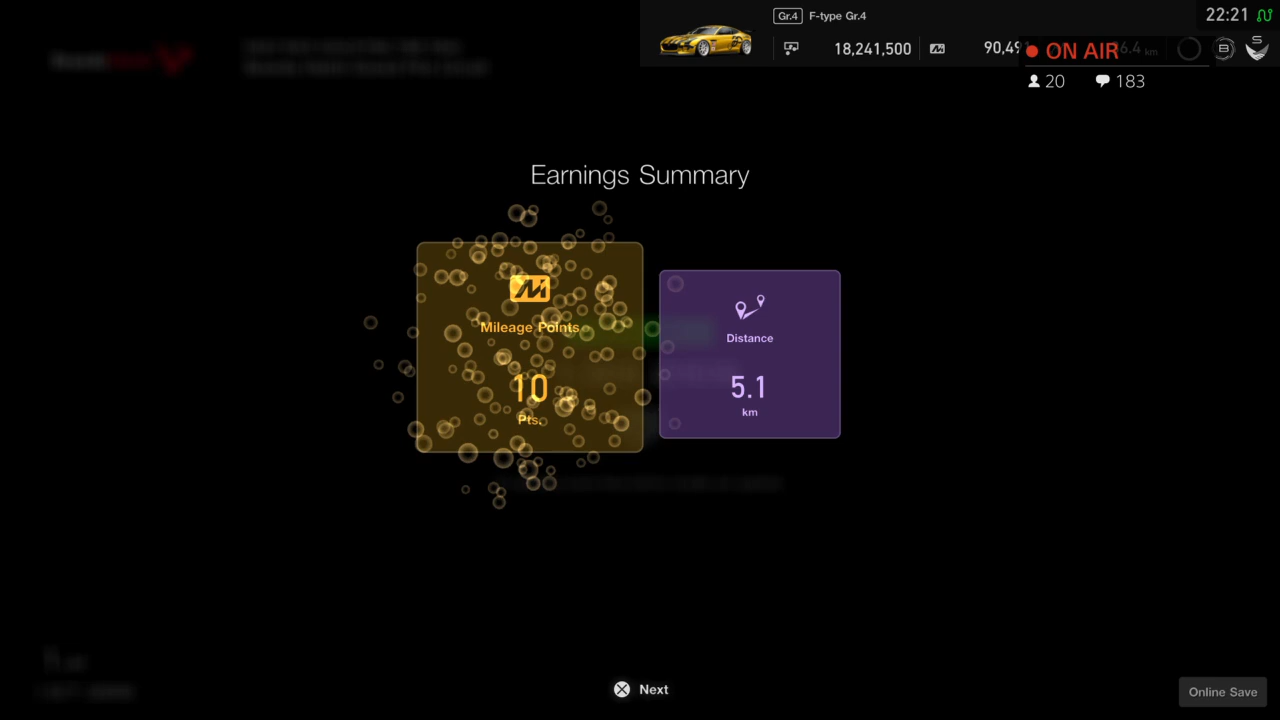 Gr.4 F-type Gr.4
22:21
18,241,500
ON AIR
B
S
20 183
Earnings Summary
Mileage Points
10
Pts.
Distance
5.1
km
Next
Online Save